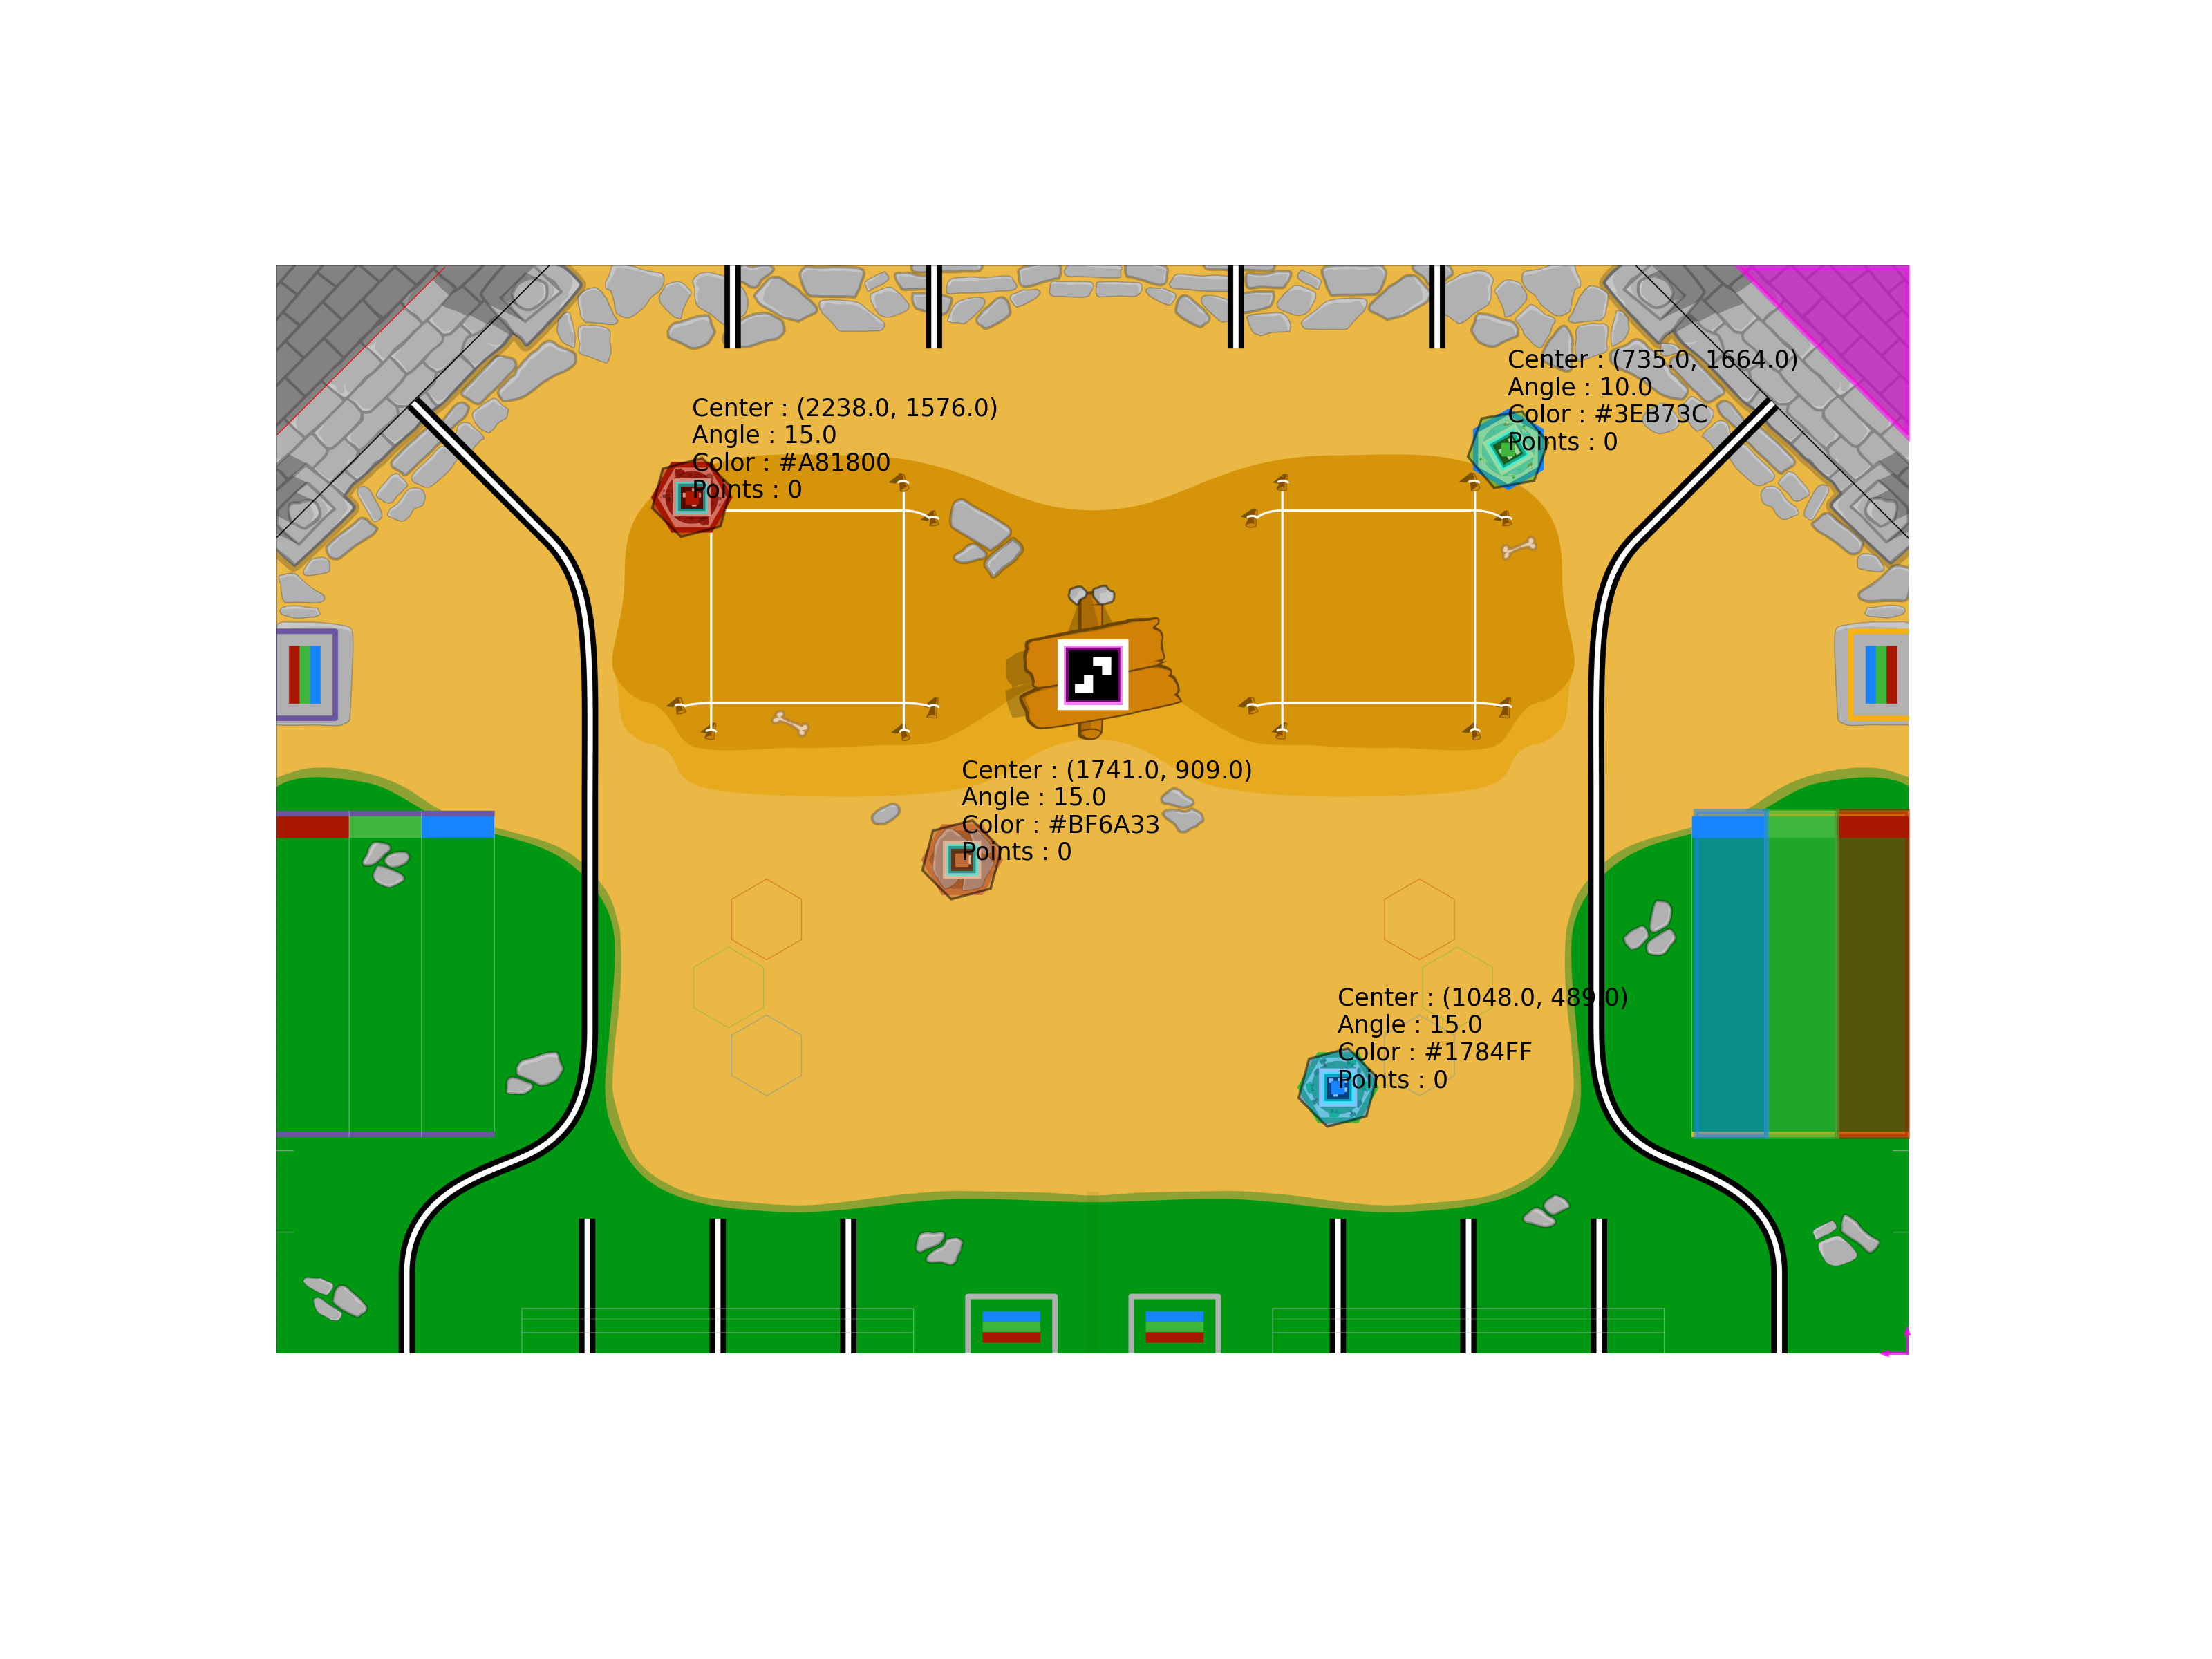 Center : (735.0, 1664.0)
Angle : 10.0
Color : #3EB73C
Points : 0
Center : (2238.0, 1576.0)
Angle : 15.0
Color : #A81800
Points : 0
Center : (1741.0, 909.0)
Angle : 15.0
Color : #BF6A33
Points : 0
Center : (1048.0, 489.0)
Angle : 15.0
Color : #1784FF
Points : 0